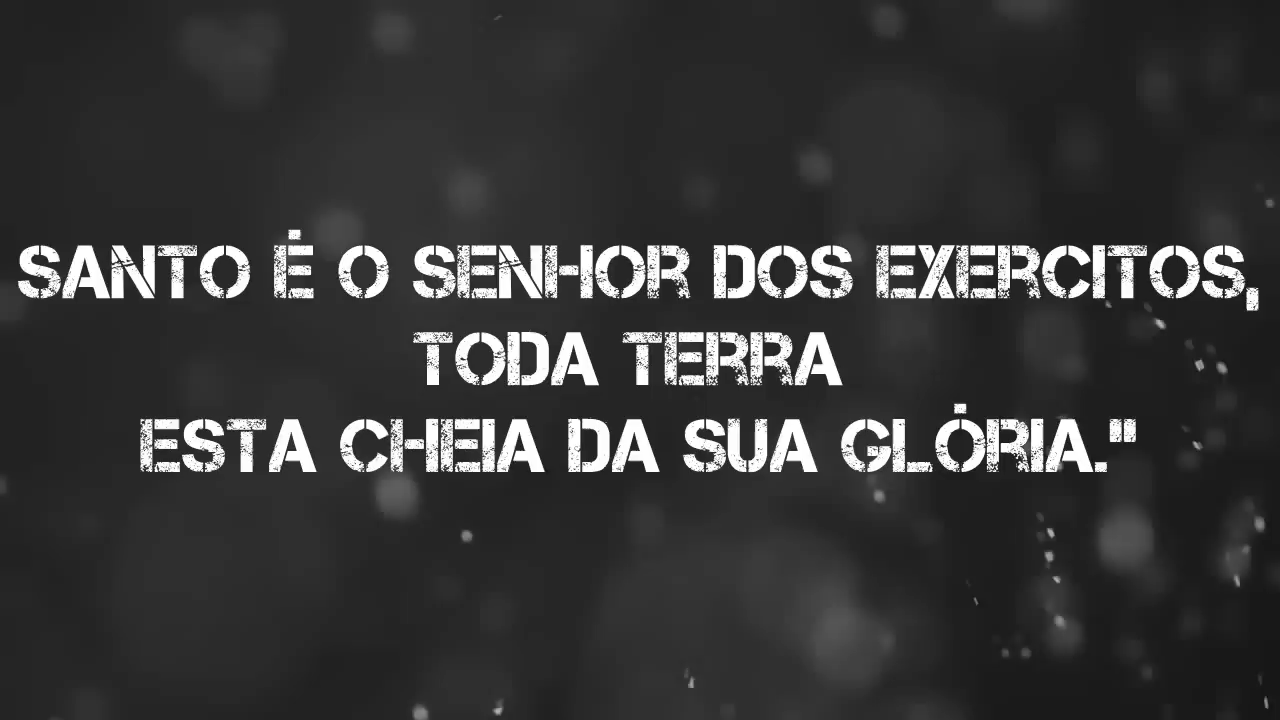 SANTO É O SENHOR DOS EXERCITOS,
TODA TERRA
ESTA CHEIA DA SUA GLÓRIA."